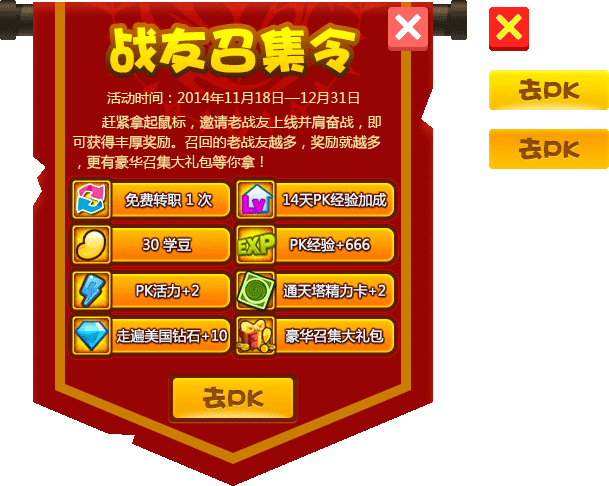 战友召集令
活动时间：2014年11月18日—12月31日
赶紧拿起鼠标，邀请老战友上线并肩奋战，即
可获得丰厚奖励。召回的老战友越多，奖励就越多
，更有豪华召集大礼包等你拿！
免费转职 1 次
Lv
14天PK经验加成
30 学豆
EXP
PK经验+666
PK活力+2
通天塔精力卡+2
走遍美国钻石+10
豪华召集大礼包
去PK
去PK
去PK